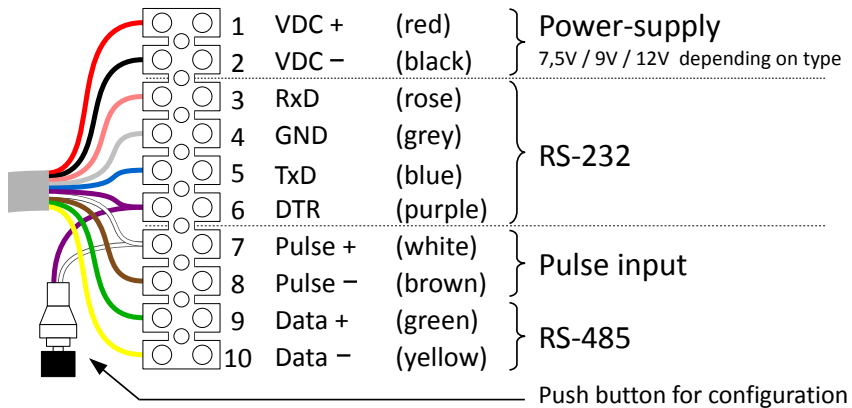 1 VDC + (red) Power-supply
2 VDC − (black) 7,5V / 9V / 12V depending on type
3 RxD (rose)
4 GND (grey)
RS-232
5 TxD (blue)
6 DTR (purple)
7 Pulse + (white)
Pulse input
8 Pulse − (brown)
9 Data + (green)
RS-485
10 Data − (yellow)
Push button for configuration